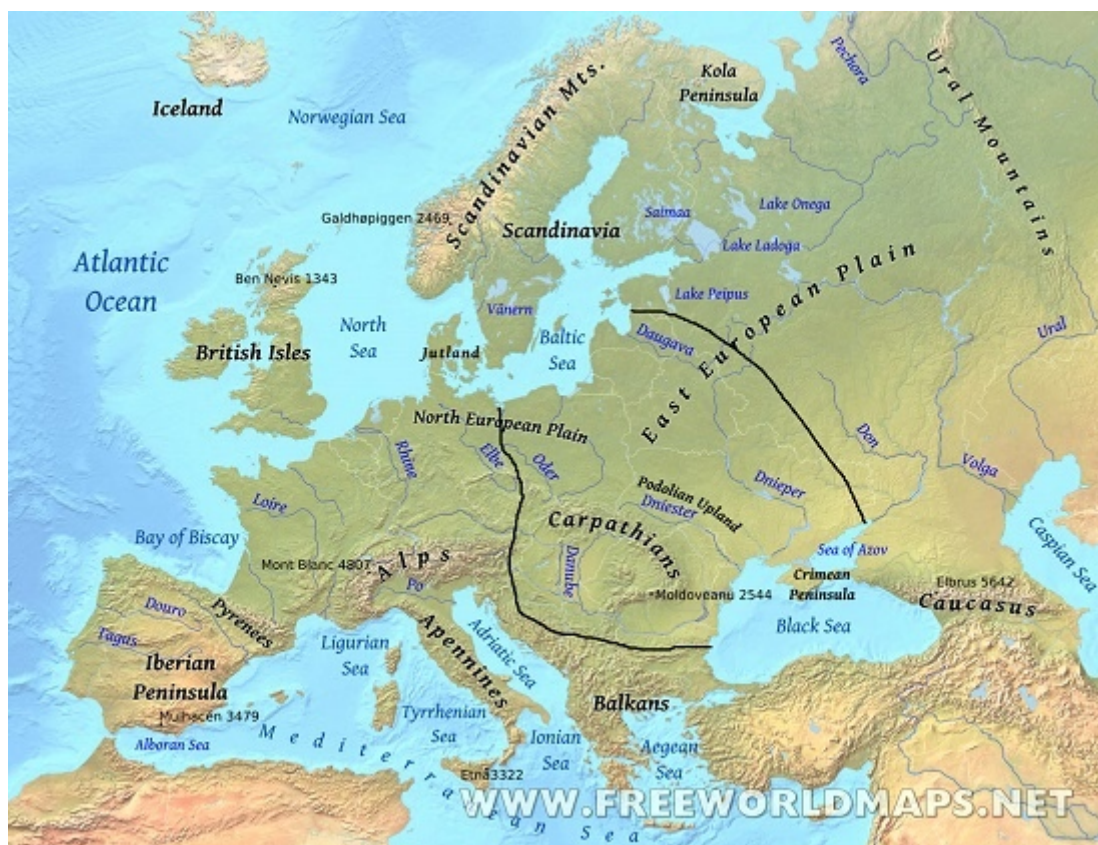 Pechora
Ural Mountains
Kola
Peninsula
Iceland
Norwegian Sea
Scandinavian Mts.
Galdhøpiggen 2469
Scandinavia
Saimaa
Lake Onega
Lake Ladoga
Atlantic
Ocean
Ben Nevis 1343
East European Plain
Lake Peipus
Vänern
North
Sea
Jutland
Baltic
Sea
Daugava
Ural
British Isles
North European Plain
Rhine
Elbe
Oder
Don
Volga
Dnieper
Podolian Upland
Dniester
Loire
Carpathians
Bay of Biscay
Mont Blanc 4807
Alps
Po
Danube
Sea of Azov
Caspian Sea
Crimean
Peninsula
Elbrus 5642
Caucasus
Moldoveanu 2544
Black Sea
Douro
Tagus
Pyrenees
Ligurian
Sea
Apennines
Adriatic Sea
Iberian
Peninsula
Mulhacén 3479
Balkans
Tyrrhenian
Sea
Ionian
Sea
Aegean
Sea
Alboran Sea
Mediterranean Sea
Etna3322
WWW.FREEWORLDMAPS.NET